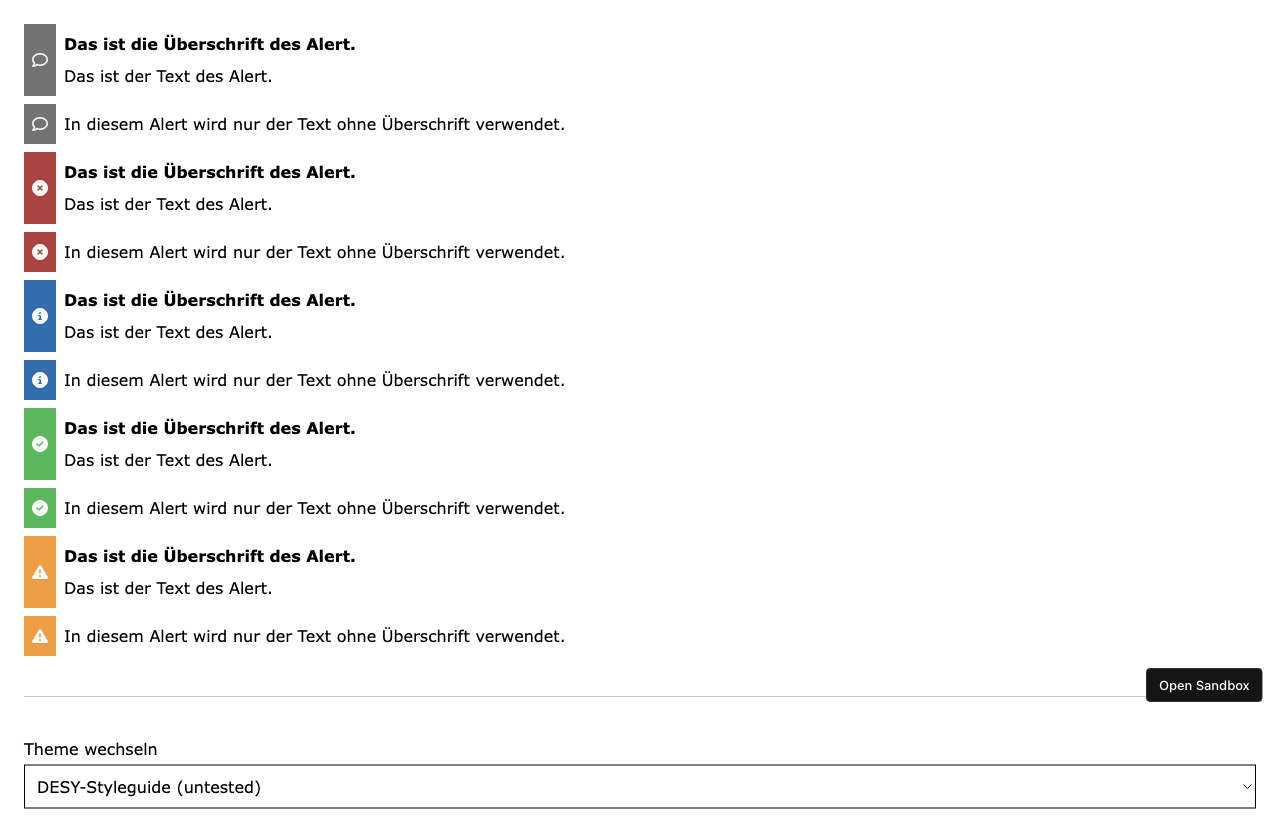 Das ist die Überschrift des Alert.
Das ist der Text des Alert.
In diesem Alert wird nur der Text ohne Überschrift verwendet.
Das ist die Überschrift des Alert.
Das ist der Text des Alert.
In diesem Alert wird nur der Text ohne Überschrift verwendet.
Das ist die Überschrift des Alert.
Das ist der Text des Alert.
In diesem Alert wird nur der Text ohne Überschrift verwendet.
Das ist die Überschrift des Alert.
Das ist der Text des Alert.
In diesem Alert wird nur der Text ohne Überschrift verwendet.
Das ist die Überschrift des Alert.
Das ist der Text des Alert.
In diesem Alert wird nur der Text ohne Überschrift verwendet.
Open Sandbox
Theme wechseln
DESY-Styleguide (untested)